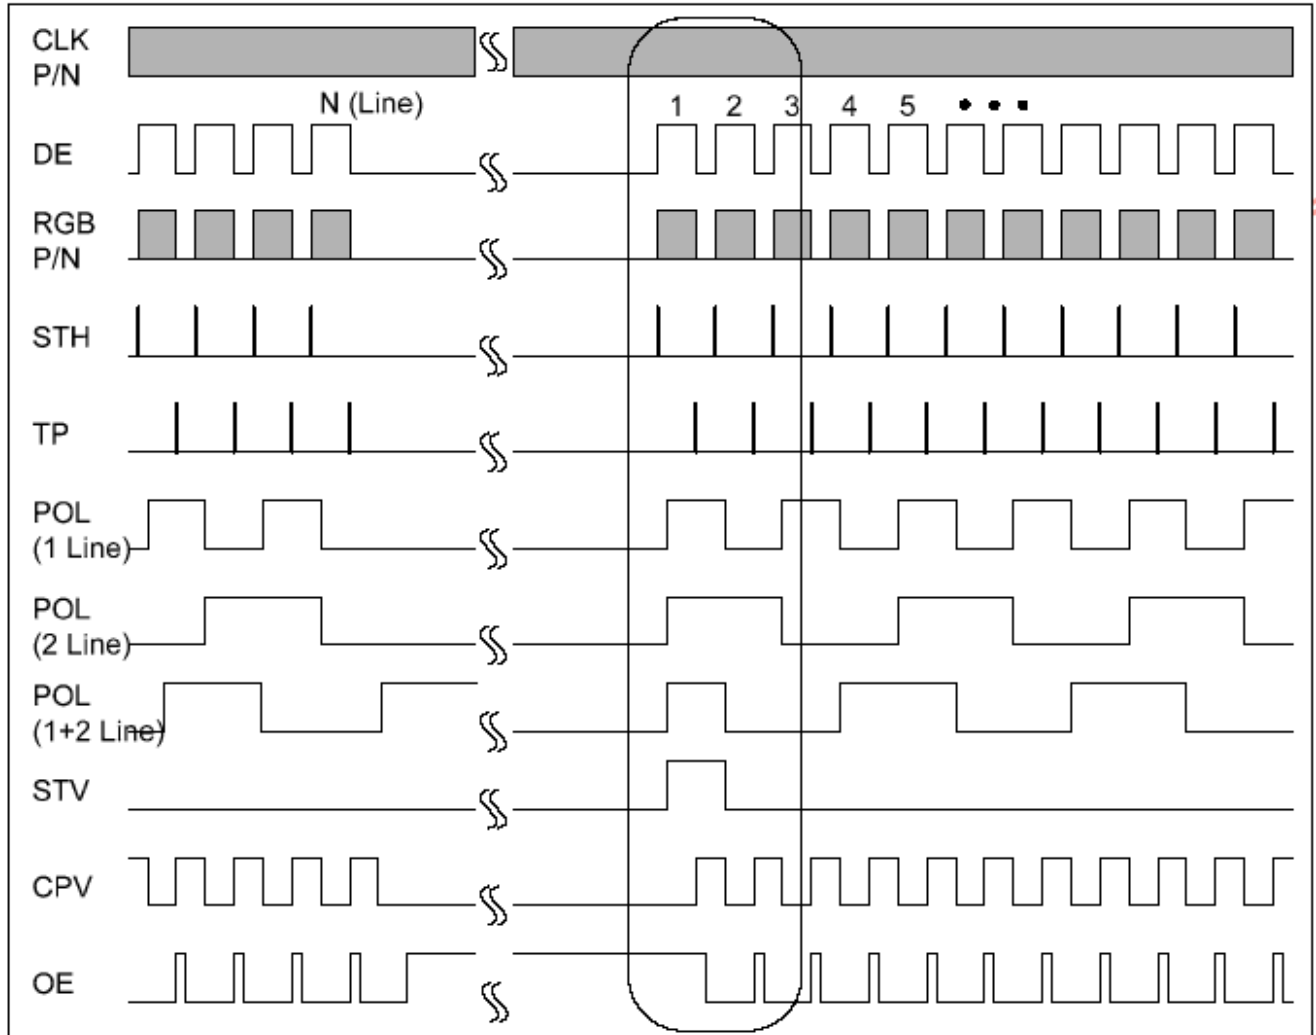 CLK
P/N
N (Line)
1 2 3 4 5 • • •
DE
RGB
P/N
STH
TP
POL
(1 Line)
POL
(2 Line)
POL
(1+2 Line)
STV
CPV
OE